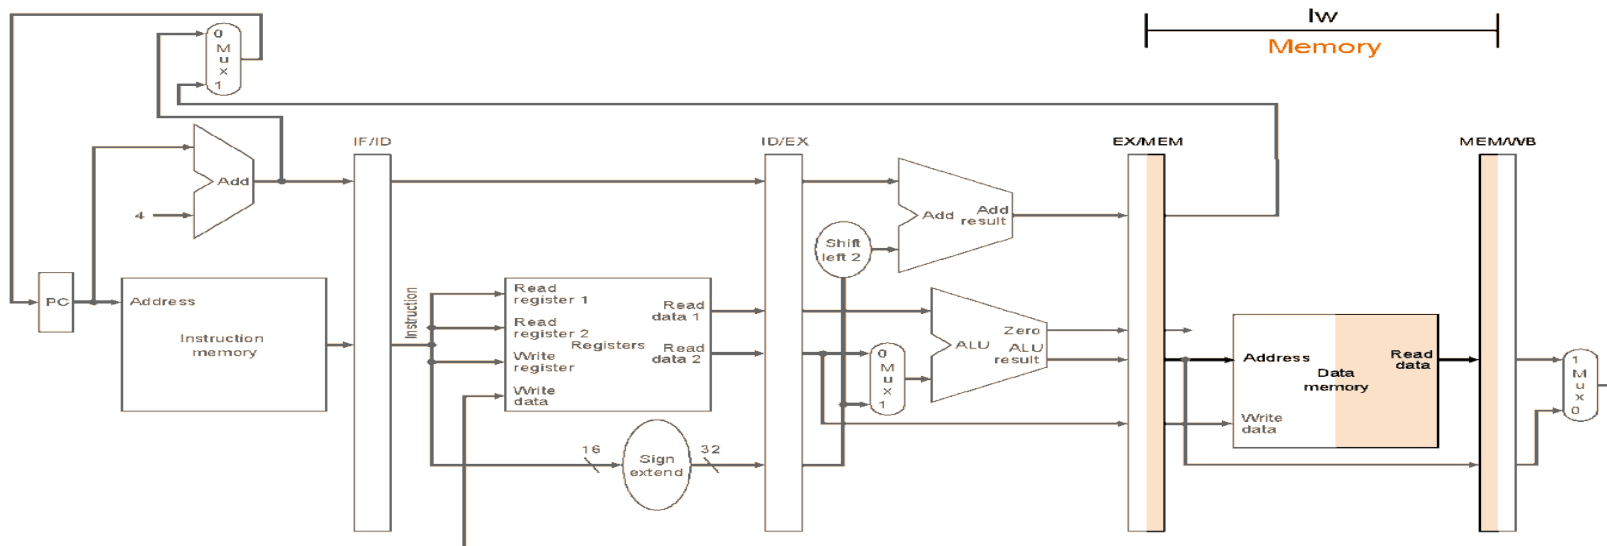 lw
Memory
0
M
u
x
1
IF/ID
ID/EX
EX/MEM
MEM/WB
Add
4
Add
Add
result
Shift
left 2
PC
Address
Instruction
memory
Instruction
Read
register 1
Read
register 2
Write
register
Write
data
Registers
Read
data 1
Read
data 2
16
Sign
extend
32
0
M
u
x
1
Zero
ALU
ALU
result
Address
Data
memory
Write
data
Read
data
1
M
u
x
0